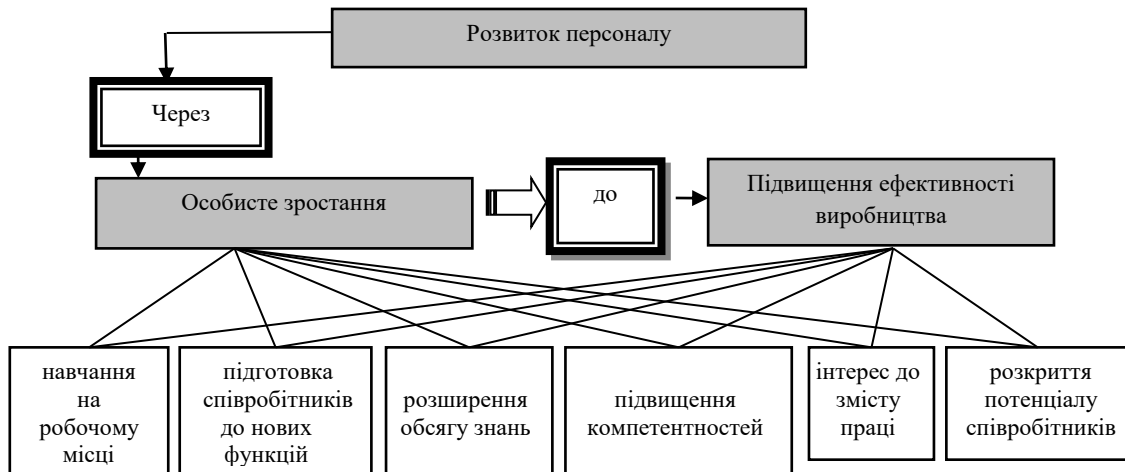 Розвиток персоналу
Через
Особисте зростання
до
Підвищення ефективності
виробництва
навчання
на
робочому
місці
підготовка
співробітників
до нових
функцій
розширення
обсягу знань
підвищення
компетентностей
інтерес до
змісту
праці
розкриття
потенціалу
співробітників